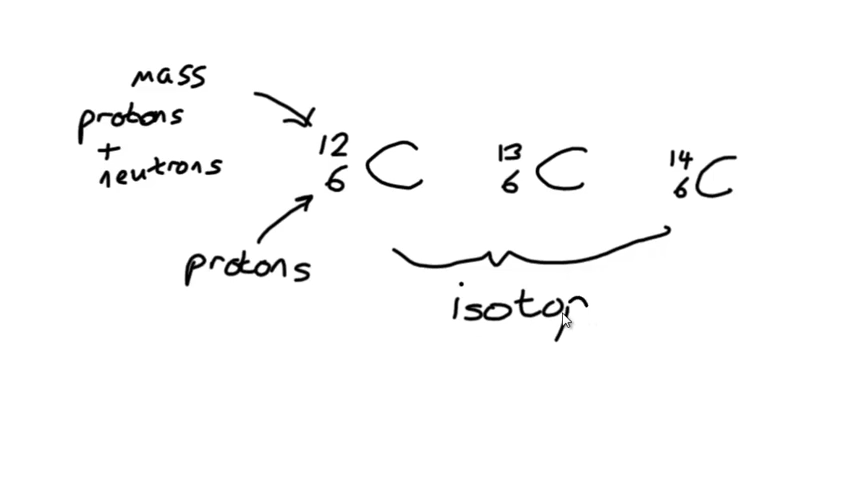 mass
protons
+
neutrons
12
6 C
13
6 C
14
6 C
protons
isotop